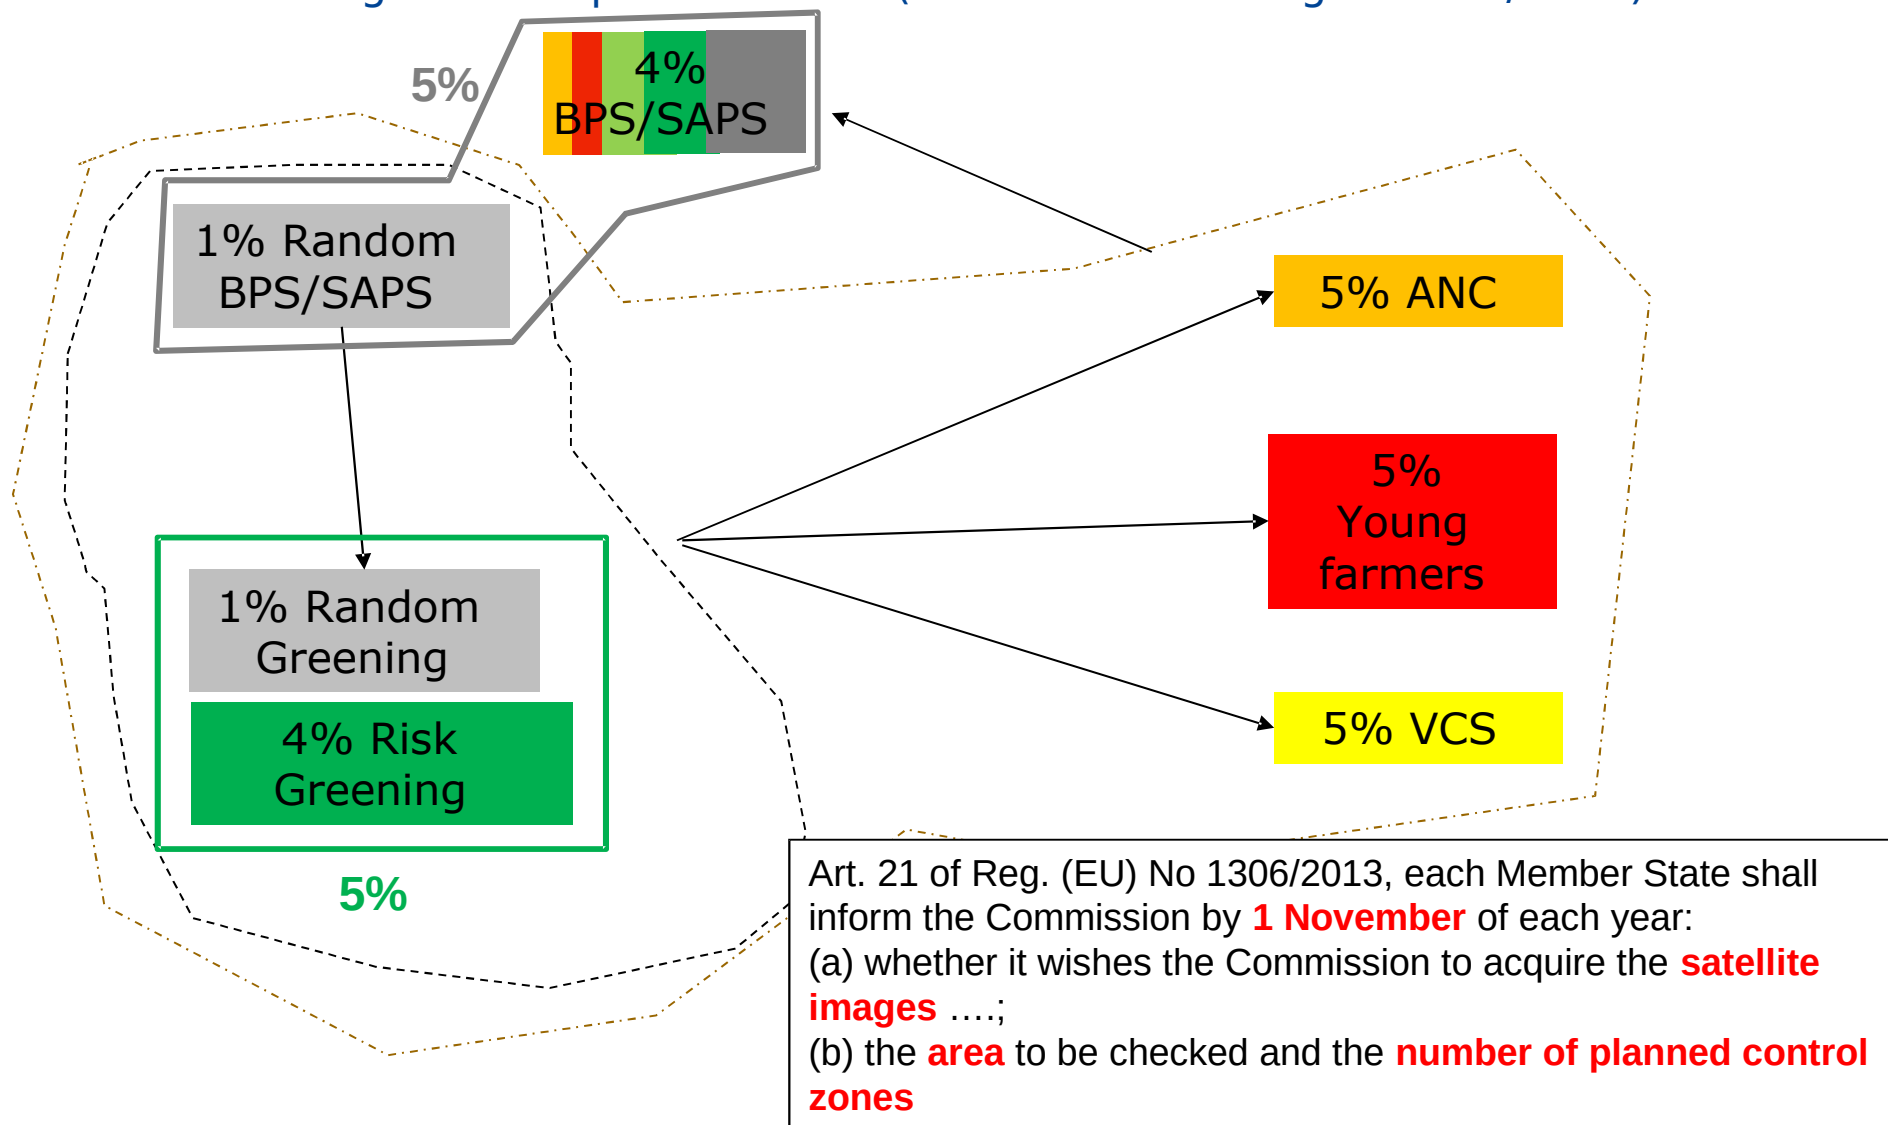 5%
4%
BPS/SAPS
1% Random
BPS/SAPS
5% ANC
5%
Young
farmers
1% Random
Greening
4% Risk
Greening
5% VCS
5%
Art. 21 of Reg. (EU) No 1306/2013, each Member State shall
inform the Commission by 1 November of each year:
(a) whether it wishes the Commission to acquire the satellite
images ….;
(b) the area to be checked and the number of planned control
zones